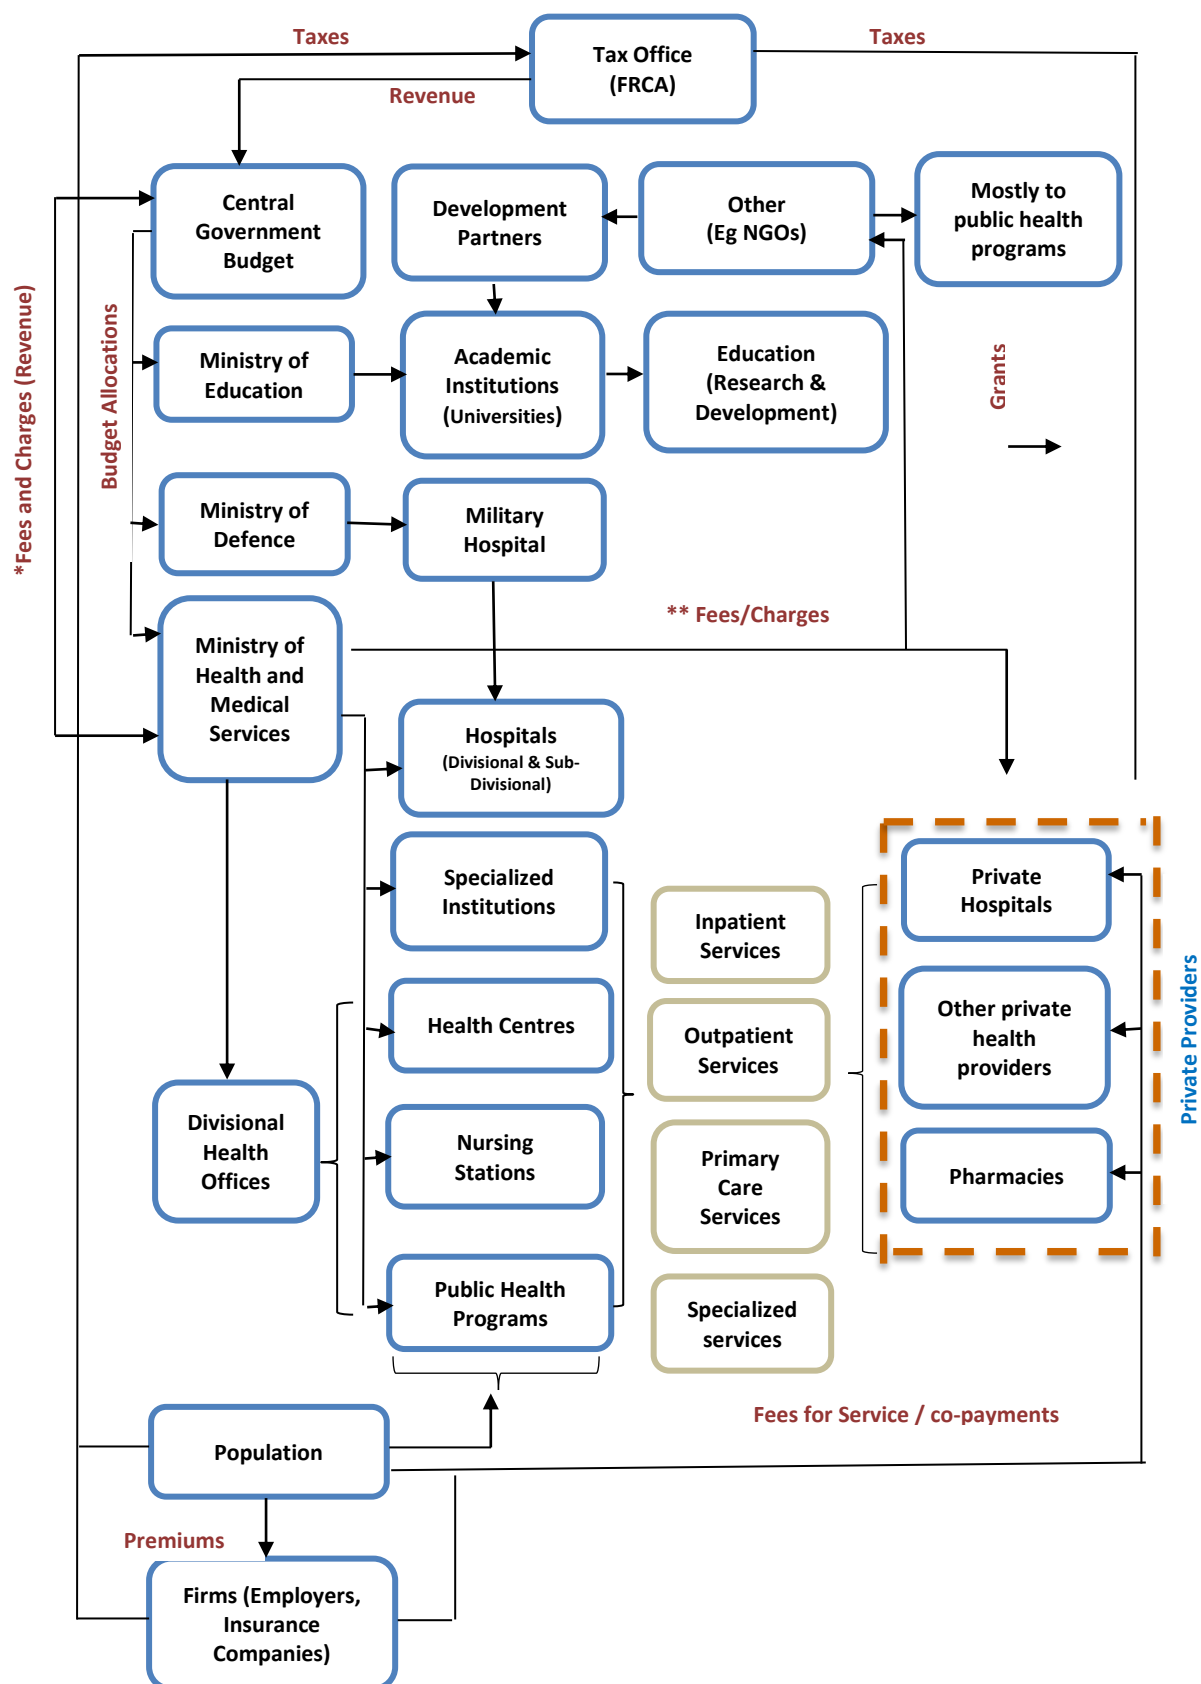 Taxes
Tax Office
(FRCA)
Taxes
Revenue
Central
Government
Budget
Development
Partners
Other
(Eg NGOs)
Mostly to
public health
programs
*Fees and Charges (Revenue)
Budget Allocations
Ministry of
Education
Academic
Institutions
(Universities)
Education
(Research &
Development)
Grants
Ministry of
Defence
Military
Hospital
** Fees/Charges
Ministry of
Health and
Medical
Services
Hospitals
(Divisional & Sub-
Divisional)
Specialized
Institutions
Inpatient
Services
Private
Hospitals
Health Centres
Outpatient
Services
Other private
health
providers
Private Providers
Divisional
Health
Offices
Nursing
Stations
Primary
Care
Services
Pharmacies
Public Health
Programs
Specialized
services
Fees for Service / co-payments
Population
Premiums
Firms (Employers,
Insurance
Companies)